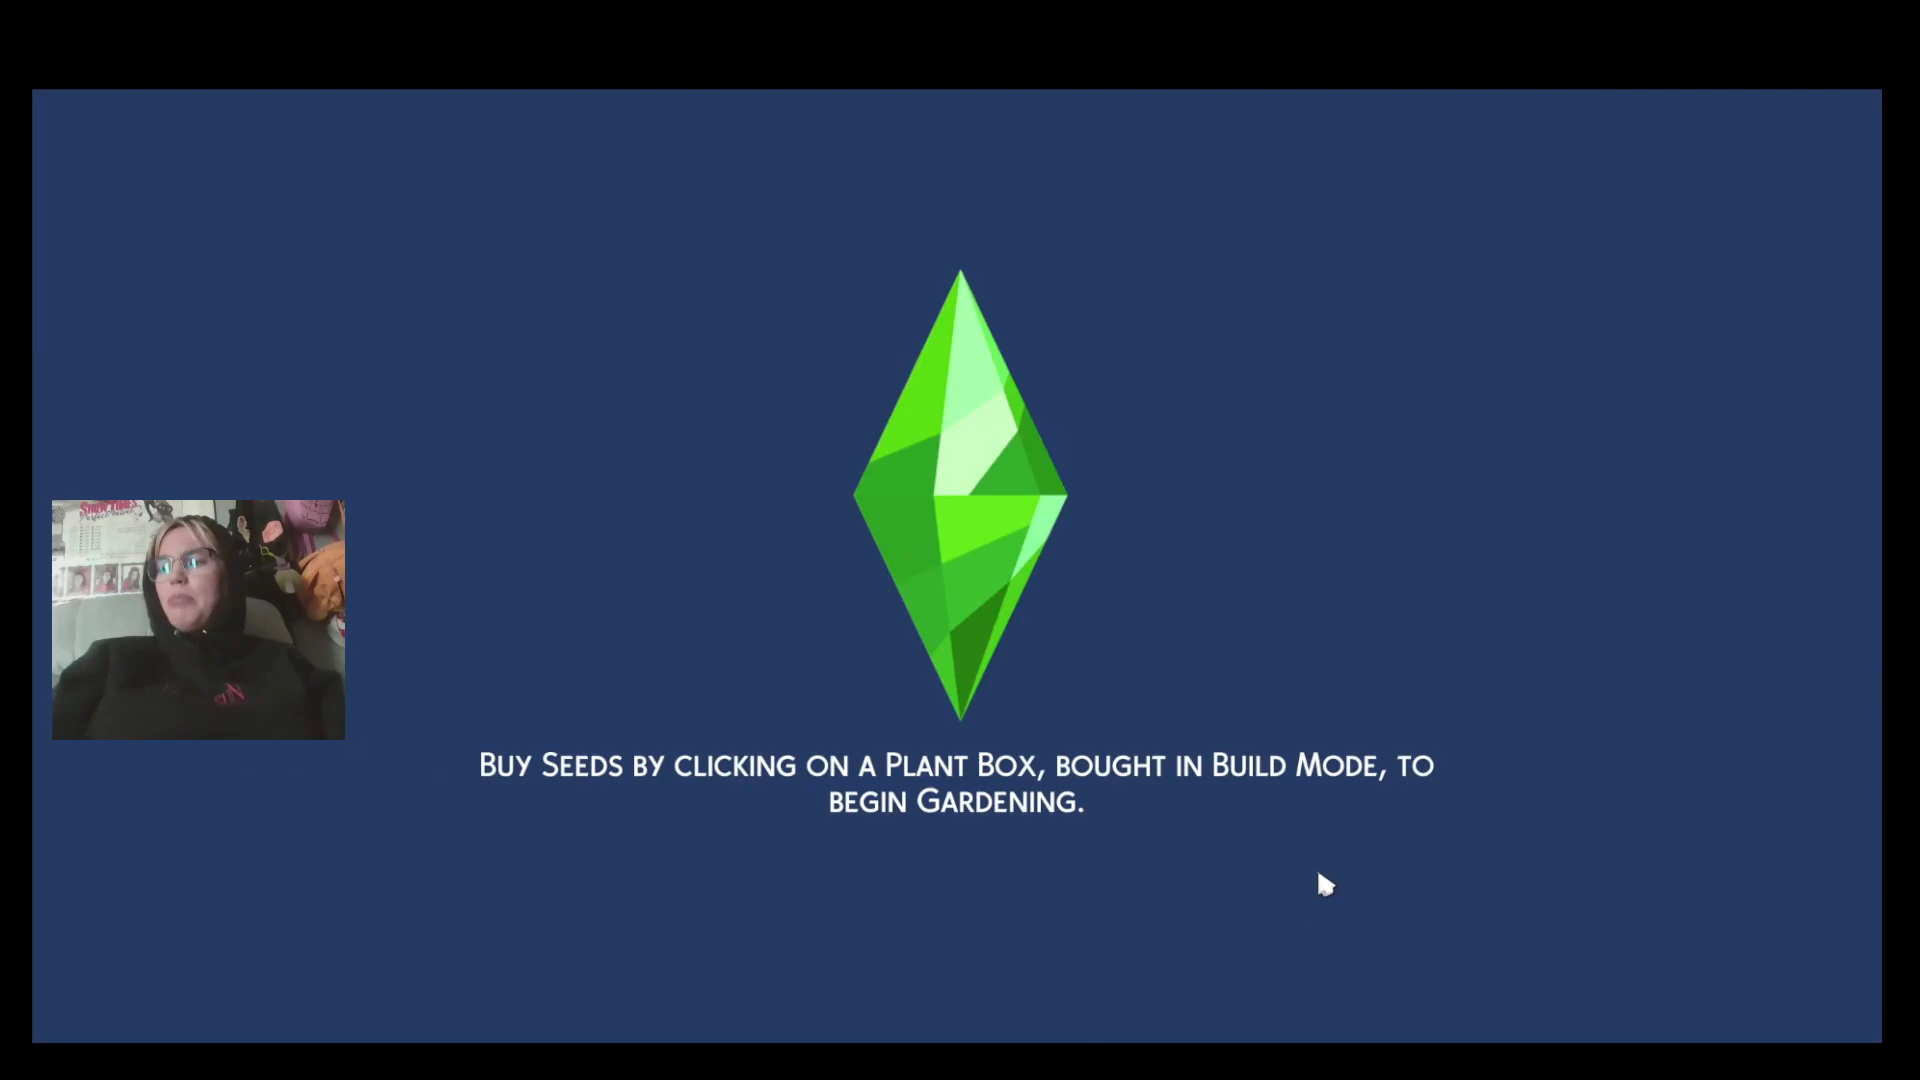 BUY SEEDS BY CLICKING ON A PLANT BOX, BOUGHT IN BUILD MODE, TO
BEGIN GARDENING.